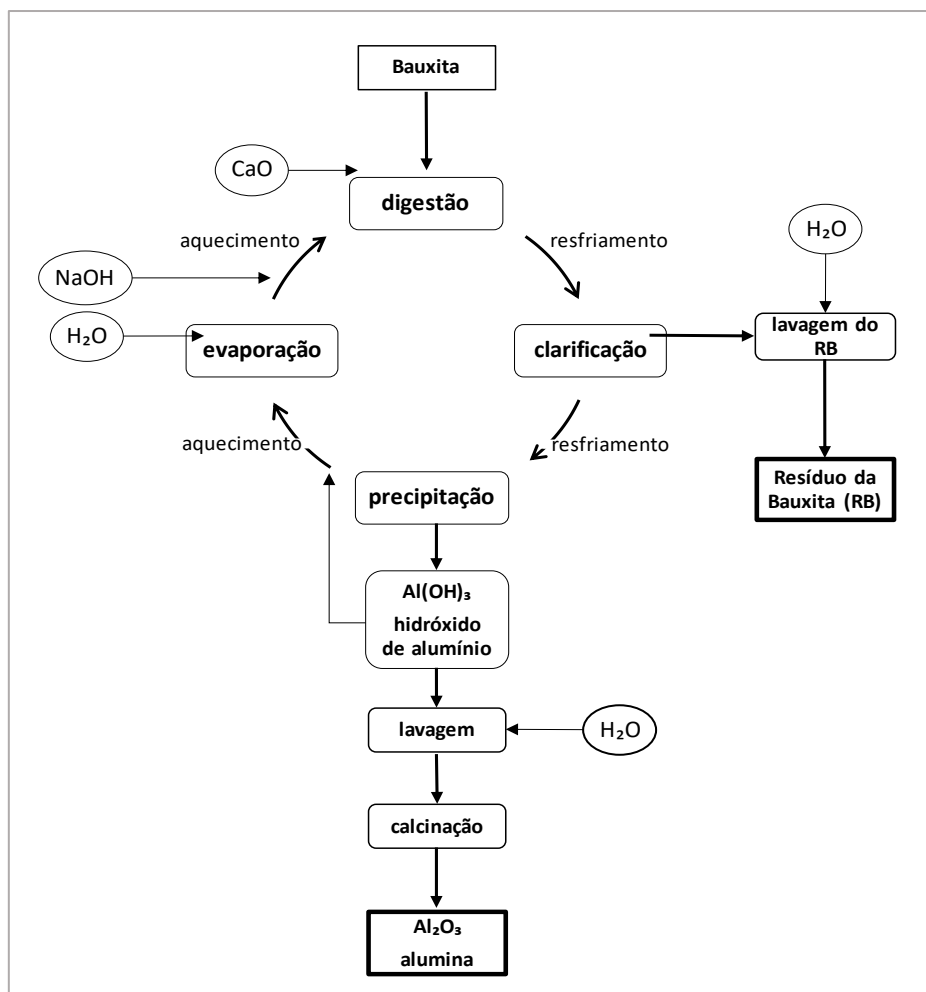 Bauxita
CaO
digestão
aquecimento
resfriamento
H₂O
NaOH
H₂O
evaporação
clarificação
lavagem do
RB
aquecimento
resfriamento
Resíduo da
Bauxita (RB)
precipitação
Al(OH)₃
hidróxido
de alumínio
lavagem
H₂O
calcinação
Al₂O₃
alumina